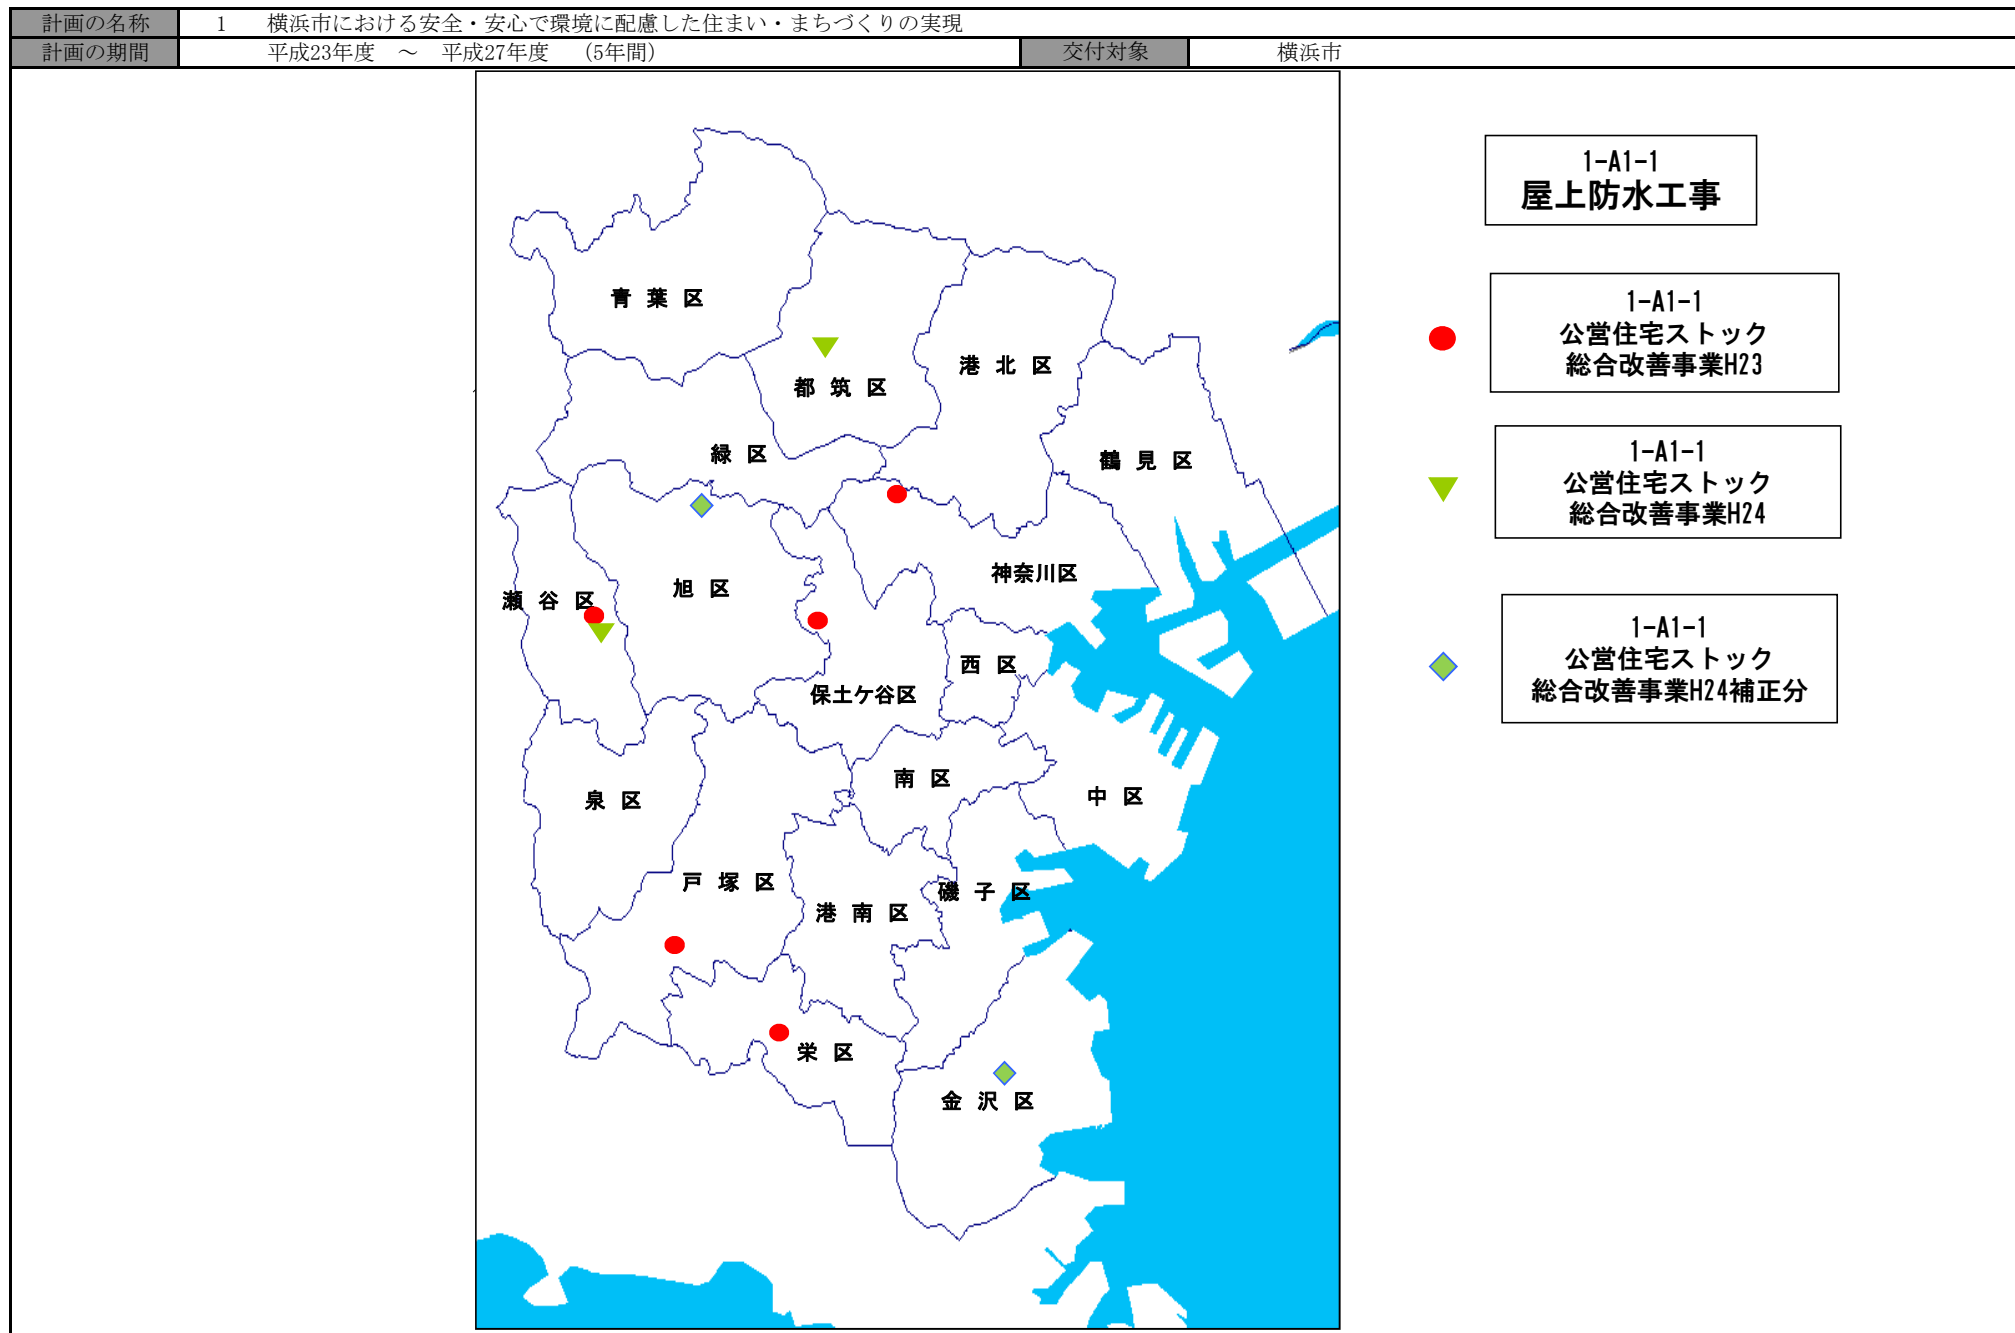 計画の名称 1 横浜市における安全・安心で環境に配慮した住まい・まちづくりの実現
計画の期間 平成23年度 ～ 平成27年度 (5年間) 交付対象 横浜市
1-A1-1
屋上防水工事
1-A1-1
公営住宅ストック
総合改善事業H23
1-A1-1
公営住宅ストック
総合改善事業H24
1-A1-1
公営住宅ストック
総合改善事業H24補正分
青葉区
都筑区
港北区
緑区
鶴見区
神奈川区
旭区
瀬谷区
西区
保土ケ谷区
南区
中区
泉区
戸塚区
港南区
磯子区
栄区
金沢区